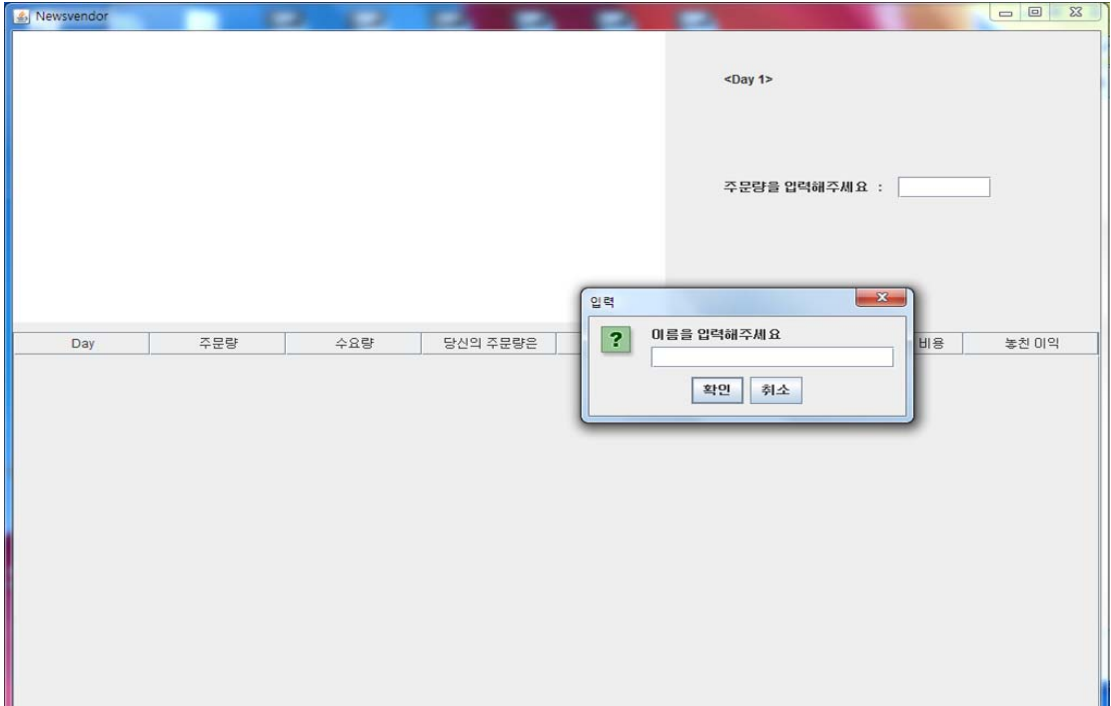 Newsvendor
<Day 1>
주문량을 입력해주세요 :
입력
이름을 입력해주세요
확인 취소
Day 주문량 수요량 당신의 주문량은 비용 놓친 이익